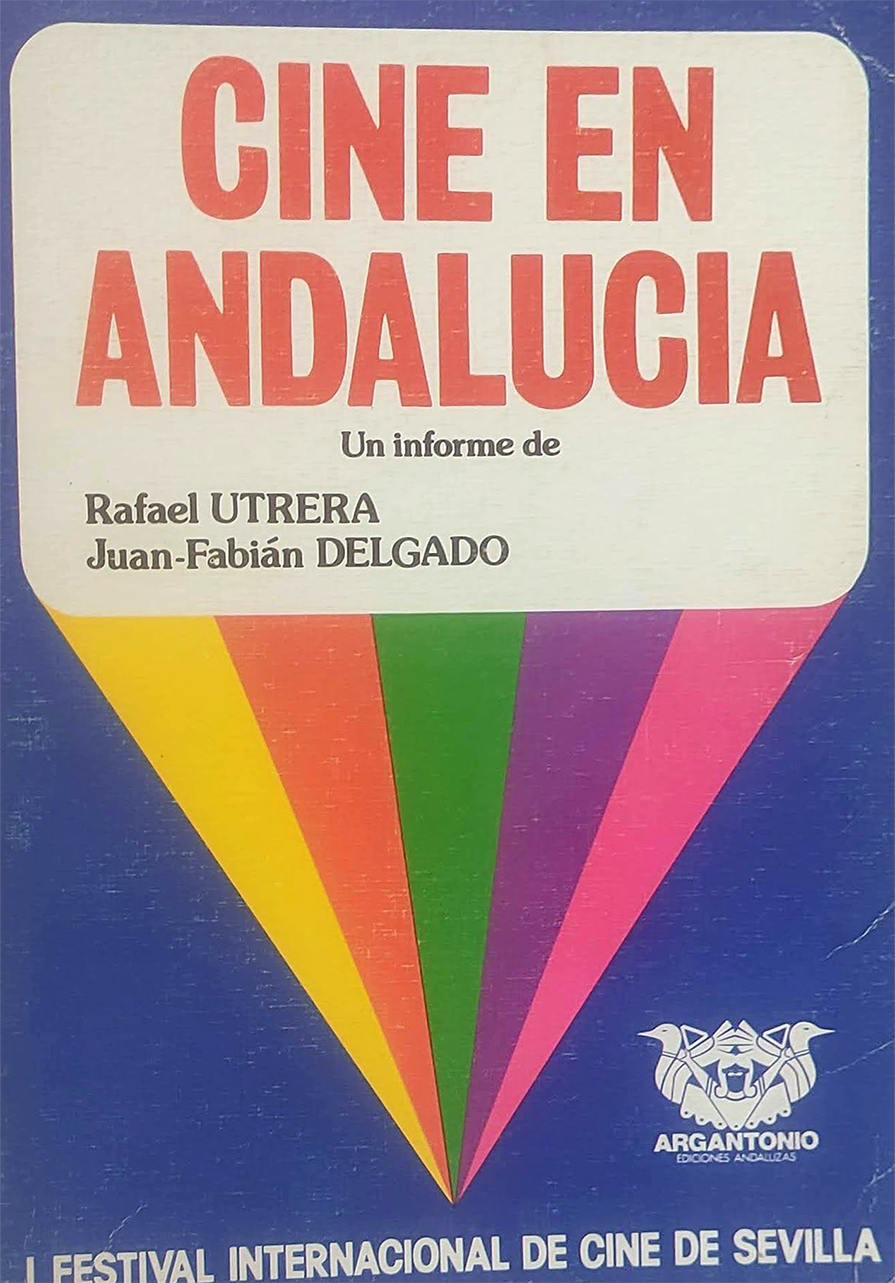 CINE EN
ANDALUCIA
Un informe de
Rafael UTRERA
Juan-Fabián DELGADO
ARGANTONIO
EDICIONES ANDALUZAS
I FESTIVAL INTERNACIONAL DE CINE DE SEVILLA